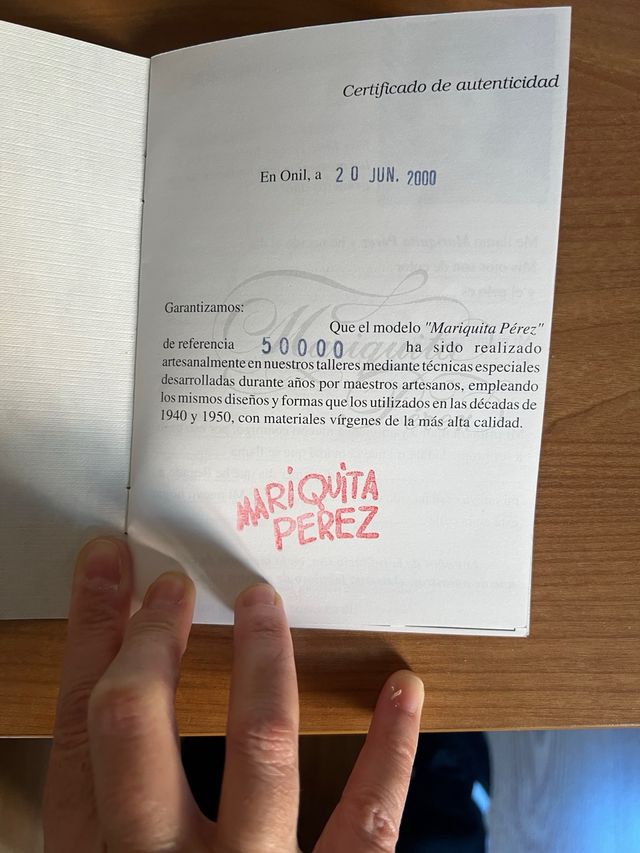 Certificado de autenticidad
En Onil, a 20 JUN. 2000
Garantizamos:
Que el modelo "Mariquita Pérez"
de referencia 50000 ha sido realizado
artesanalmente en nuestros talleres mediante técnicas especiales
desarrolladas durante años por maestros artesanos, empleando
los mismos diseños y formas que los utilizados en las décadas de
1940 y 1950, con materiales vírgenes de la más alta calidad.
MARIQUITA
PEREZ